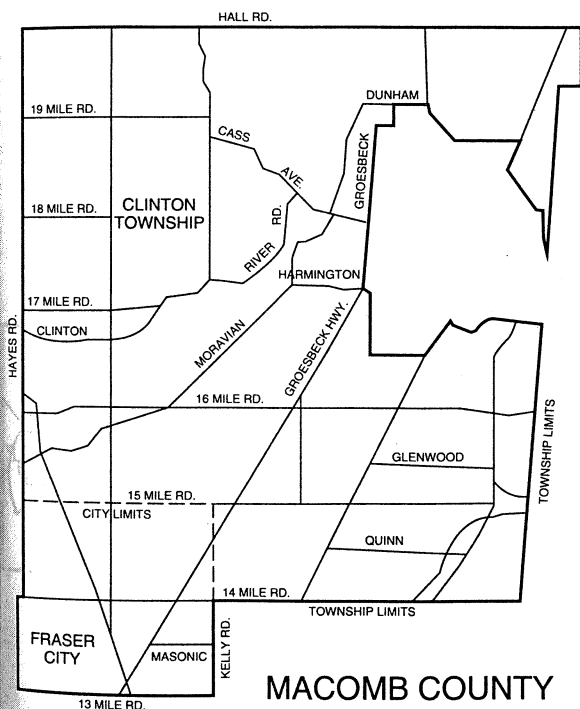 HALL RD.
DUNHAM
19 MILE RD.
CASS
AVE.
GROESBECK
CLINTON
TOWNSHIP
18 MILE RD.
RIVER RD.
HARMINGTON
17 MILE RD.
CLINTON
MORAVIAN
GROESBECK HWY.
HAYES RD.
16 MILE RD.
TOWNSHIP LIMITS
GLENWOOD
15 MILE RD.
CITY LIMITS
QUINN
14 MILE RD.
TOWNSHIP LIMITS
FRASER
CITY
MASONIC
KELLY RD.
MACOMB COUNTY
13 MILE RD.